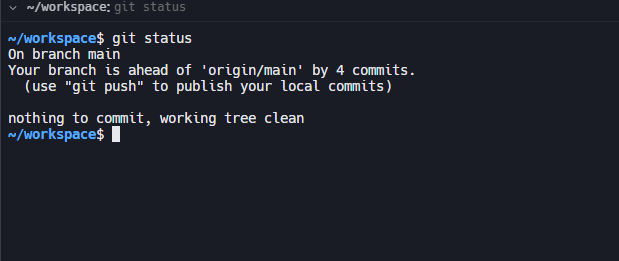 ~/workspace: git status
~/workspace$ git status
On branch main
Your branch is ahead of 'origin/main' by 4 commits.
  (use "git push" to publish your local commits)

nothing to commit, working tree clean
~/workspace$